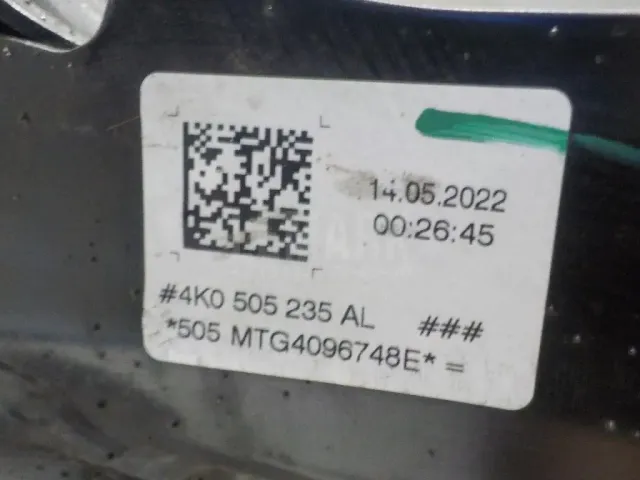 14.05.2022
00:26:45
#4K0 505 235 AL ###
*505 MTG4096748E* =